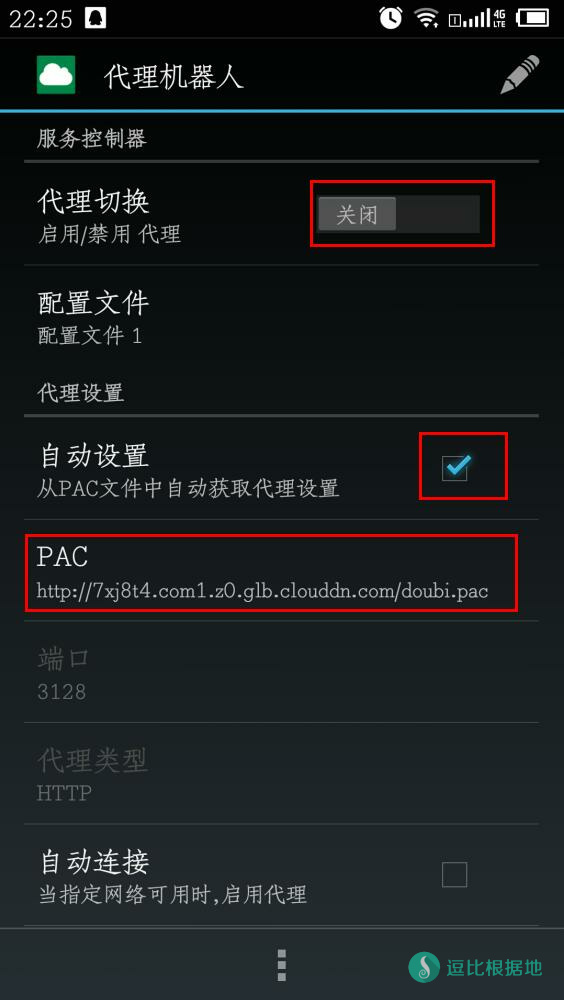 22:25
4G
LTE
代理机器人
服务控制器
代理切换
关闭
启用/禁用 代理
配置文件
配置文件 1
代理设置
自动设置
从PAC文件中自动获取代理设置
PAC
http://7xj8t4.com1.z0.glb.clouddn.com/doubi.pac
端口
3128
代理类型
HTTP
自动连接
当指定网络可用时,启用代理
逗比根据地